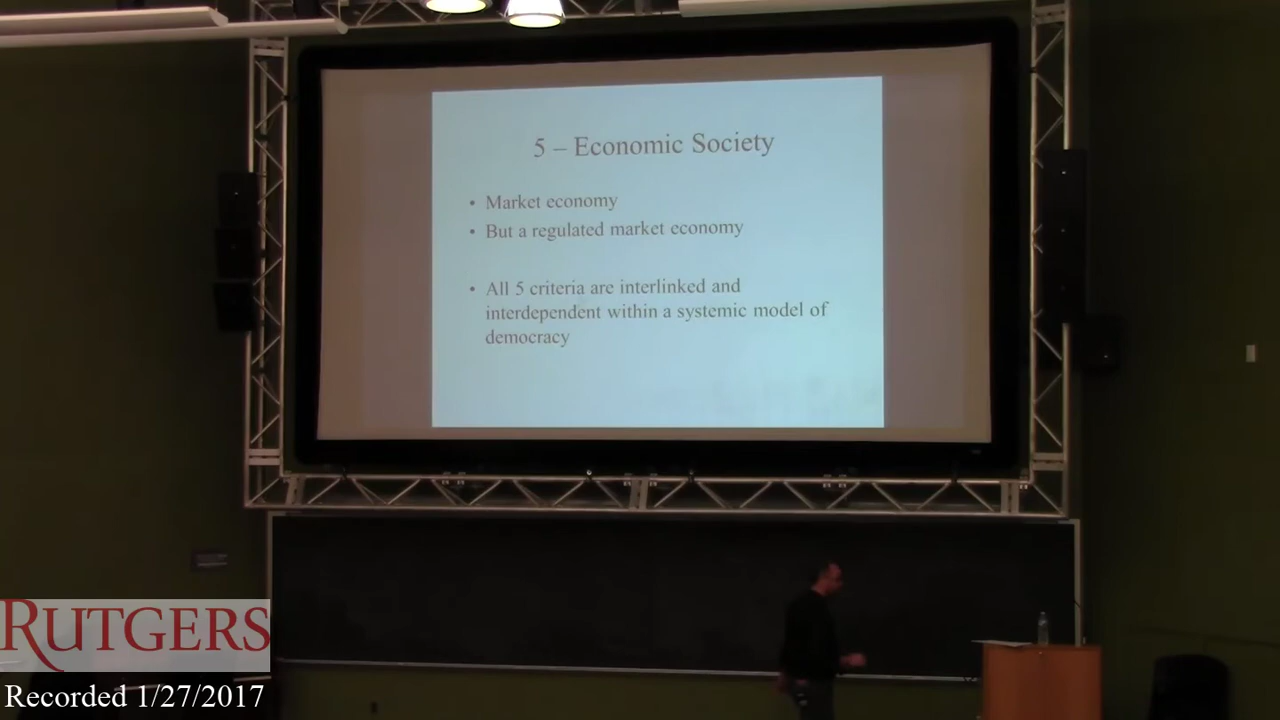 5 – Economic Society
• Market economy
• But a regulated market economy
• All 5 criteria are interlinked and
interdependent within a systemic model of
democracy
RUTGERS
Recorded 1/27/2017